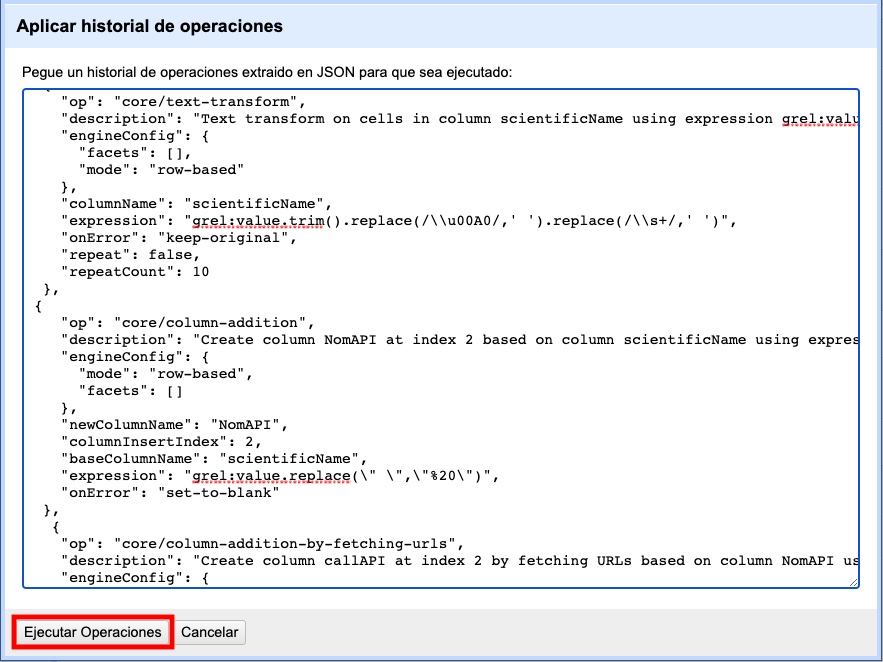 Aplicar historial de operaciones
Pegue un historial de operaciones extraido en JSON para que sea ejecutado:
"op": "core/text-transform",
"description": "Text transform on cells in column scientificName using expression grel:valu
"engineConfig": {
"facets": [],
"mode": "row-based"
},
"columnName": "scientificName",
"expression": "grel:value.trim().replace(/\\u00A0/,' ').replace(/\\s+/,' ')",
"onError": "keep-original",
"repeat": false,
"repeatCount": 10
},
{
"op": "core/column-addition",
"description": "Create column NomAPI at index 2 based on column scientificName using expres
"engineConfig": {
"mode": "row-based",
"facets": []
},
"newColumnName": "NomAPI",
"columnInsertIndex": 2,
"baseColumnName": "scientificName",
"expression": "grel:value.replace(\" \",\"%20\")",
"onError": "set-to-blank"
},
{
"op": "core/column-addition-by-fetching-urls",
"description": "Create column callAPI at index 2 by fetching URLs based on column NomAPI us
"engineConfig": {
Ejecutar Operaciones Cancelar